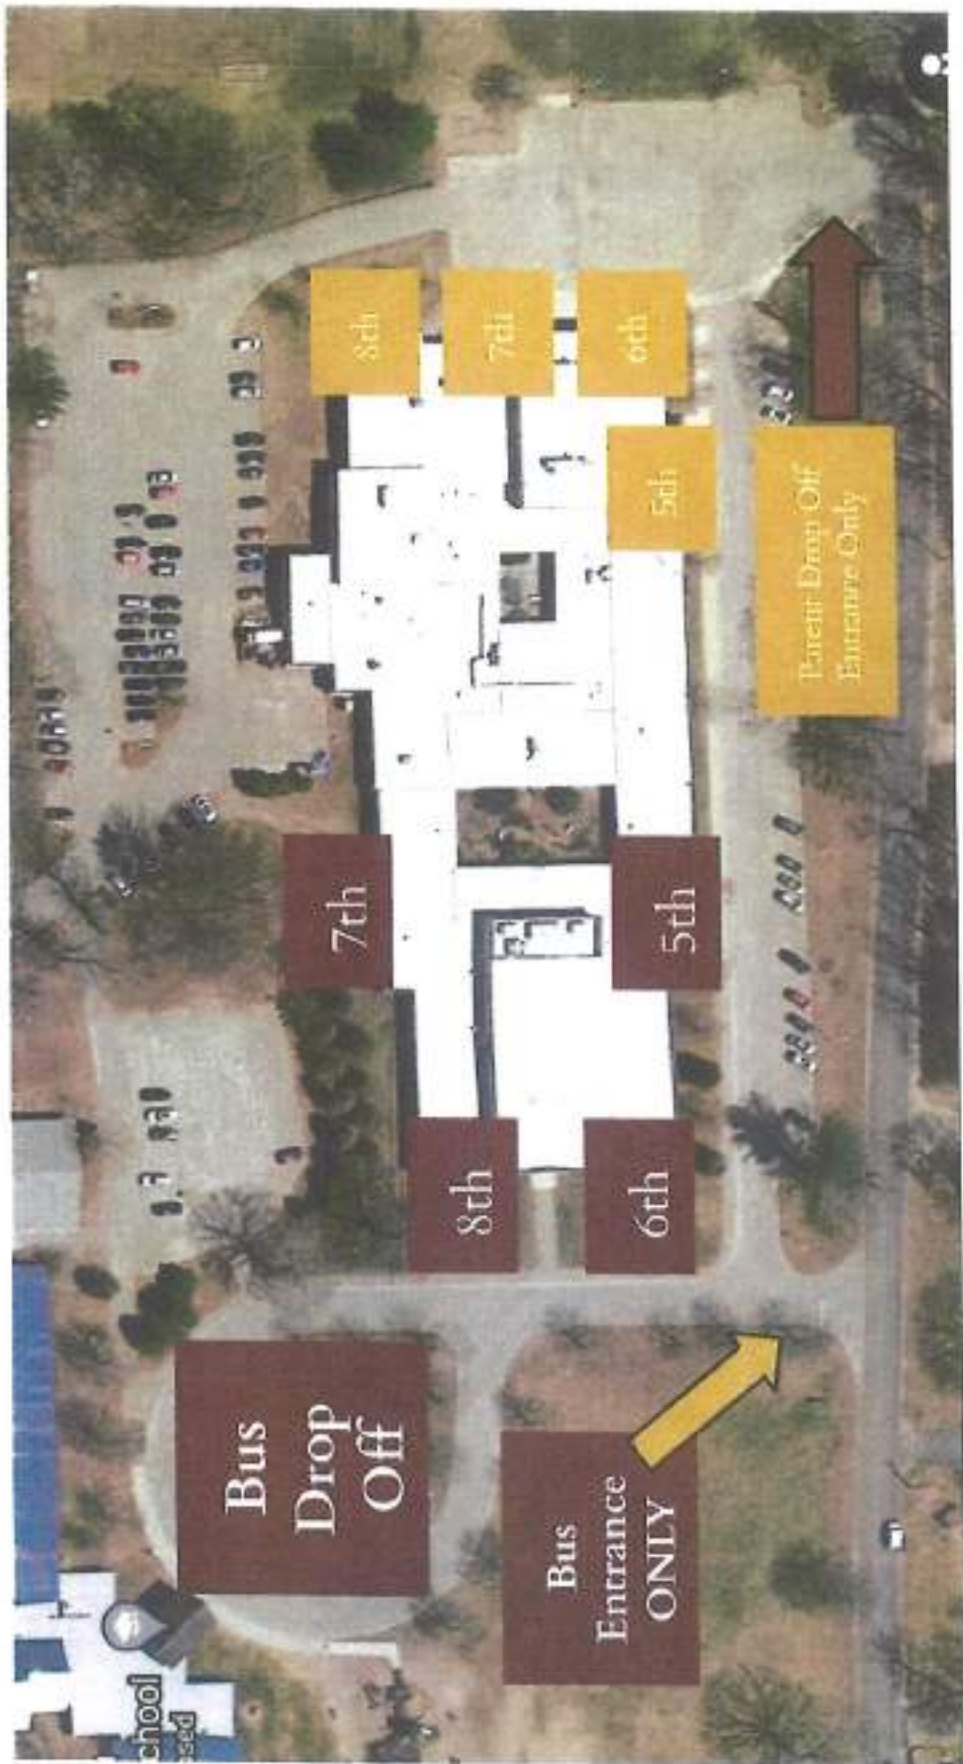 chool
sed
Bus
Drop
Off
7th
8th
8th
7th
6th
6th
5th
5th
Bus
Entrance
ONLY
Parent Drop Off
Entrance Only